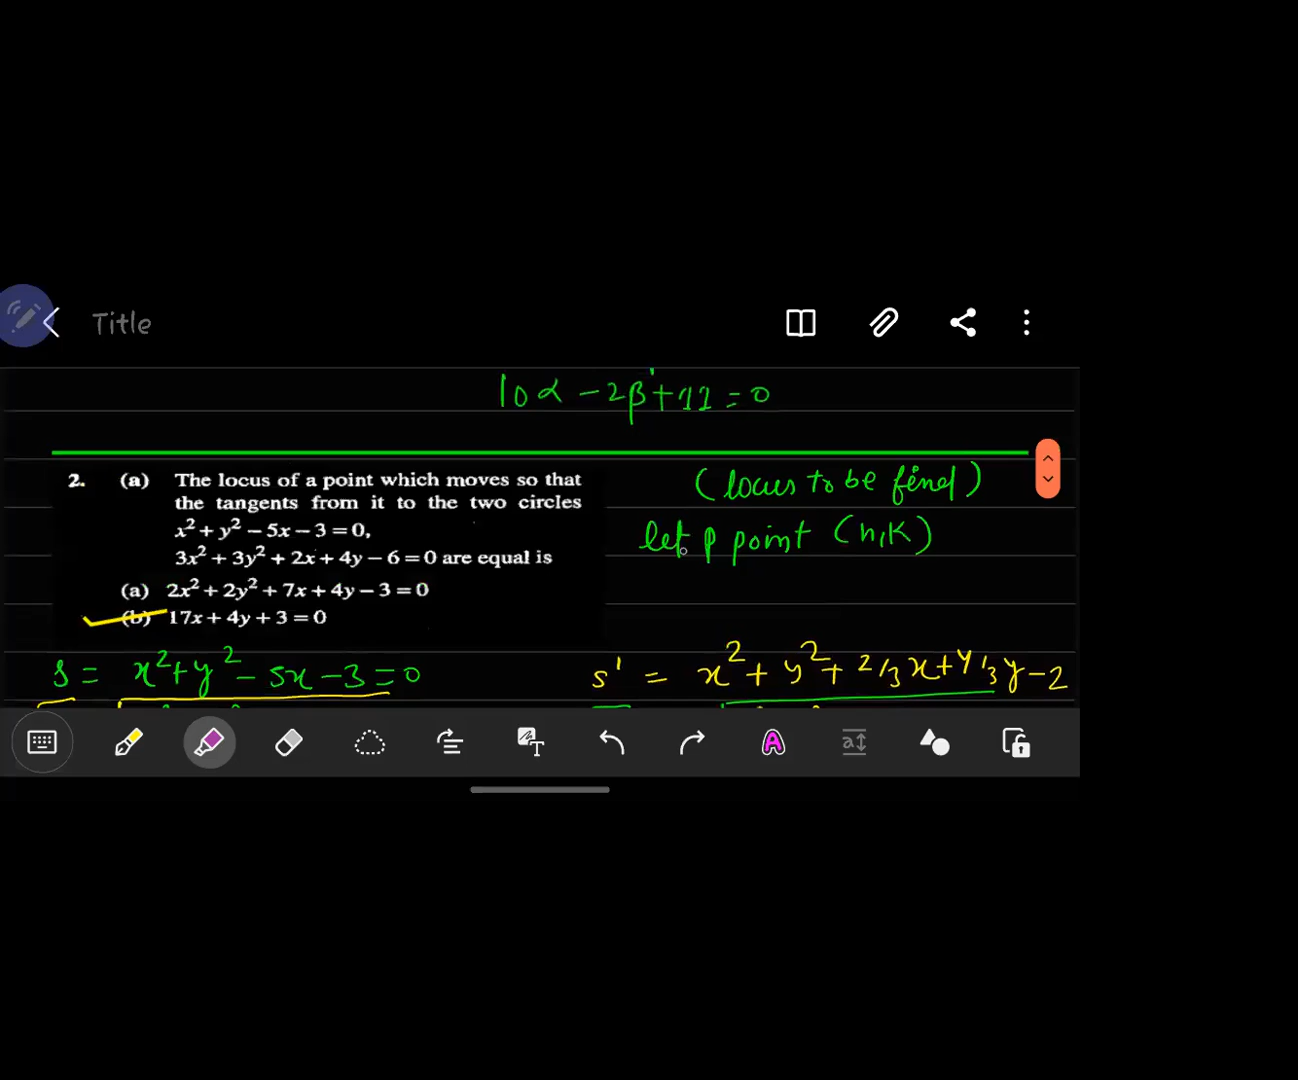 Title
10α - 2β + 11 = 0
2. (a) The locus of a point which moves so that
the tangents from it to the two circles
x² + y² − 5x − 3 = 0,
3x² + 3y² + 2x + 4y − 6 = 0 are equal is
(a) 2x² + 2y² + 7x + 4y − 3 = 0
(b) 17x + 4y + 3 = 0
(locus to be find)
let P point (h,K)
S = x² + y² - 5x - 3 = 0
S' = x² + y² + 2/3 x + 4/3 y - 2